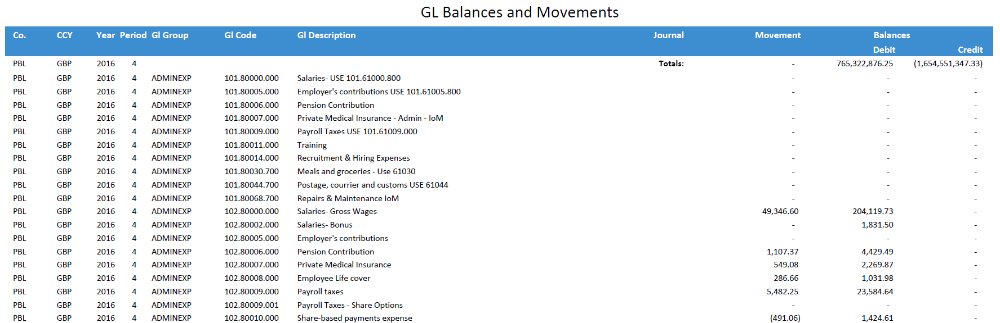 GL Balances and Movements
Co. CCY Year Period Gl Group Gl Code Gl Description Journal Movement Balances
Debit Credit
PBL GBP 2016 4 Totals: - 765,322,876.25 (1,654,551,347.33)
PBL GBP 2016 4 ADMINEXP 101.80000.000 Salaries- USE 101.61000.800 - - -
PBL GBP 2016 4 ADMINEXP 101.80005.000 Employer's contributions USE 101.61005.800 - - -
PBL GBP 2016 4 ADMINEXP 101.80006.000 Pension Contribution - - -
PBL GBP 2016 4 ADMINEXP 101.80007.000 Private Medical Insurance - Admin - IoM - - -
PBL GBP 2016 4 ADMINEXP 101.80009.000 Payroll Taxes USE 101.61009.000 - - -
PBL GBP 2016 4 ADMINEXP 101.80011.000 Training - - -
PBL GBP 2016 4 ADMINEXP 101.80014.000 Recruitment & Hiring Expenses - - -
PBL GBP 2016 4 ADMINEXP 101.80030.700 Meals and groceries - Use 61030 - - -
PBL GBP 2016 4 ADMINEXP 101.80044.700 Postage, courrier and customs USE 61044 - - -
PBL GBP 2016 4 ADMINEXP 101.80068.700 Repairs & Maintenance IoM - - -
PBL GBP 2016 4 ADMINEXP 102.80000.000 Salaries- Gross Wages 49,346.60 204,119.73 -
PBL GBP 2016 4 ADMINEXP 102.80002.000 Salaries- Bonus - 1,831.50 -
PBL GBP 2016 4 ADMINEXP 102.80005.000 Employer's contributions - - -
PBL GBP 2016 4 ADMINEXP 102.80006.000 Pension Contribution 1,107.37 4,429.49 -
PBL GBP 2016 4 ADMINEXP 102.80007.000 Private Medical Insurance 549.08 2,269.87 -
PBL GBP 2016 4 ADMINEXP 102.80008.000 Employee Life cover 286.66 1,031.98 -
PBL GBP 2016 4 ADMINEXP 102.80009.000 Payroll taxes 5,482.25 23,584.64 -
PBL GBP 2016 4 ADMINEXP 102.80009.001 Payroll Taxes - Share Options - - -
PBL GBP 2016 4 ADMINEXP 102.80010.000 Share-based payments expense (491.06) 1,424.61 -